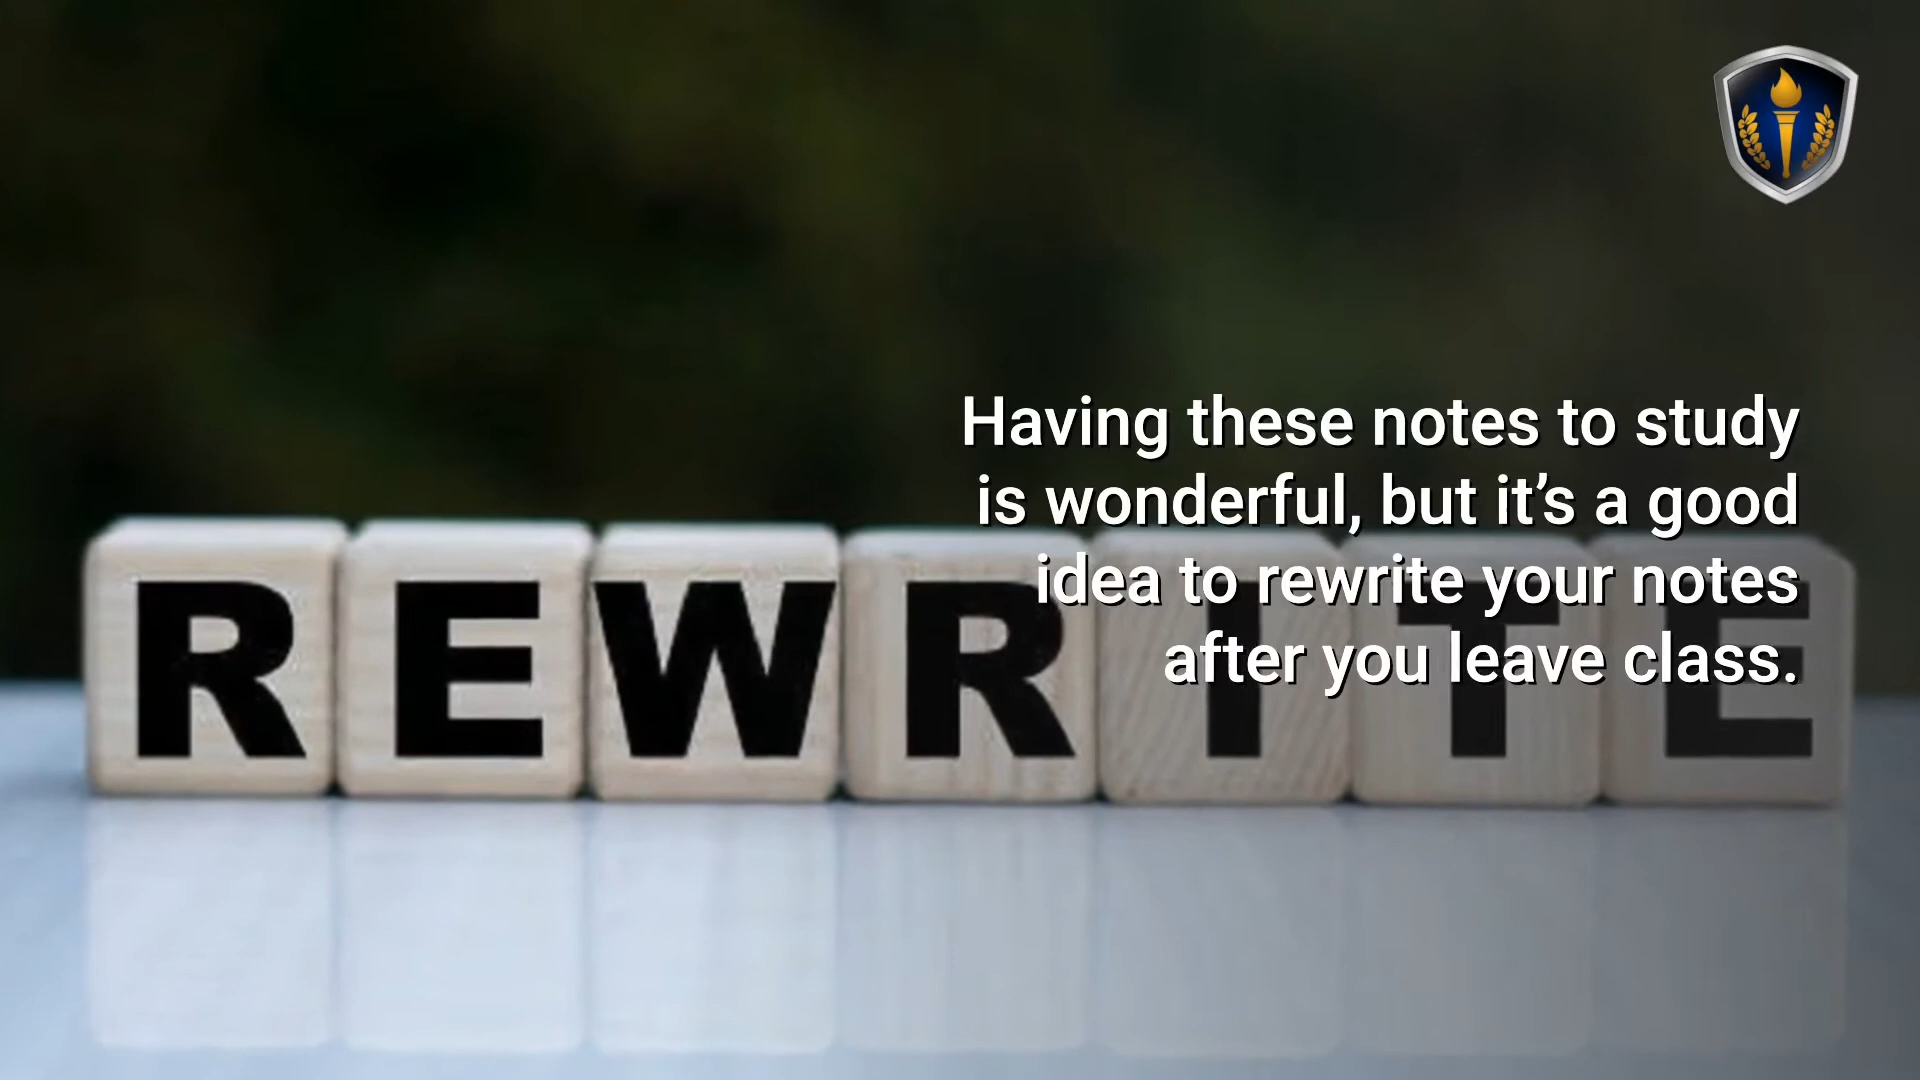 Having these notes to study
is wonderful, but it’s a good
idea to rewrite your notes
after you leave class.
REWRITE